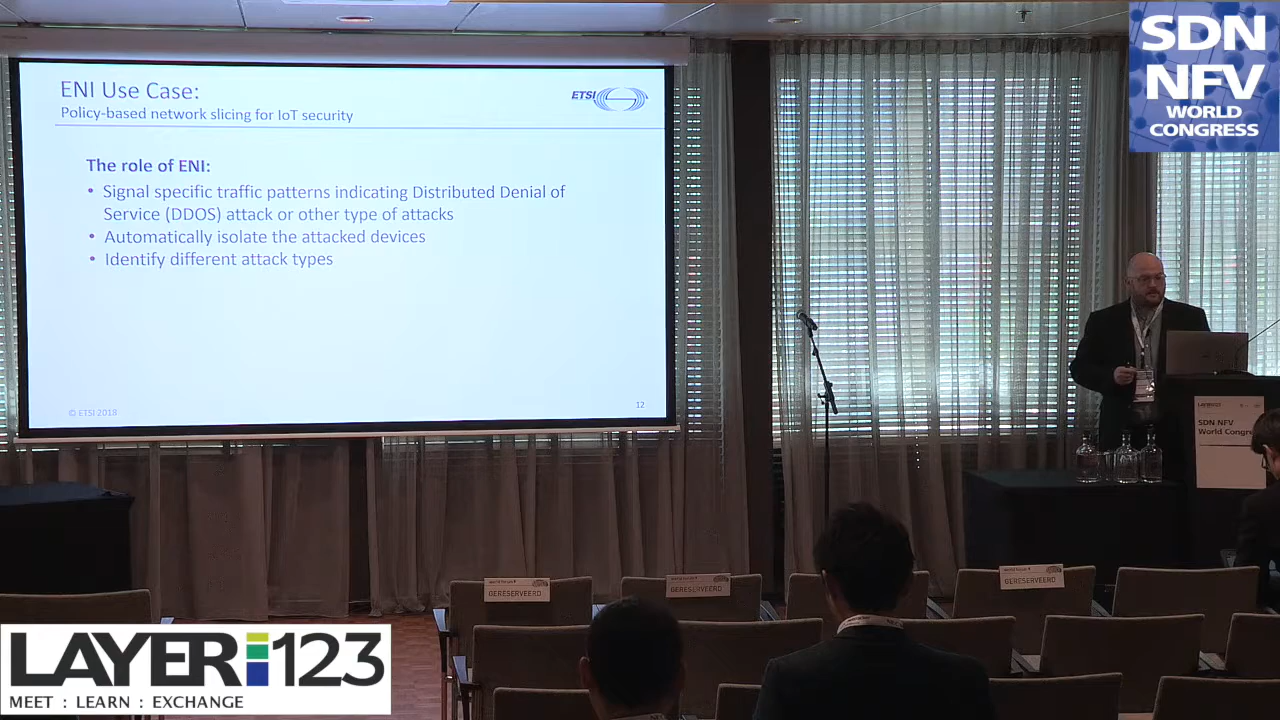 ENI Use Case:
Policy-based network slicing for IoT security
ETSI
The role of ENI:
• Signal specific traffic patterns indicating Distributed Denial of
Service (DDOS) attack or other type of attacks
• Automatically isolate the attacked devices
• Identify different attack types
© ETSI 2018
12
SDN
NFV
WORLD
CONGRESS
SDN NFV
World Congre
GERESERVEERD
GERESERVEERD
GERESERVEERD
LAYER123
MEET : LEARN : EXCHANGE